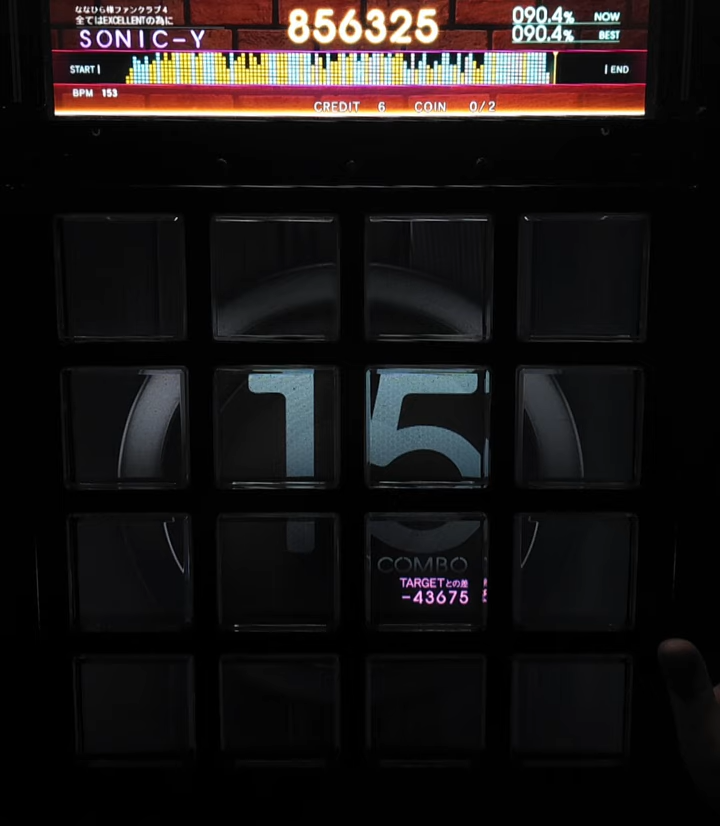 ななひら様ファンクラブ4
全てはEXCELLENTの為に
SONIC-Y
856325
090.4% NOW
090.4% BEST
START
END
BPM 153
CREDIT 6 COIN 0/2
15
COMBO
TARGETとの差
-43675